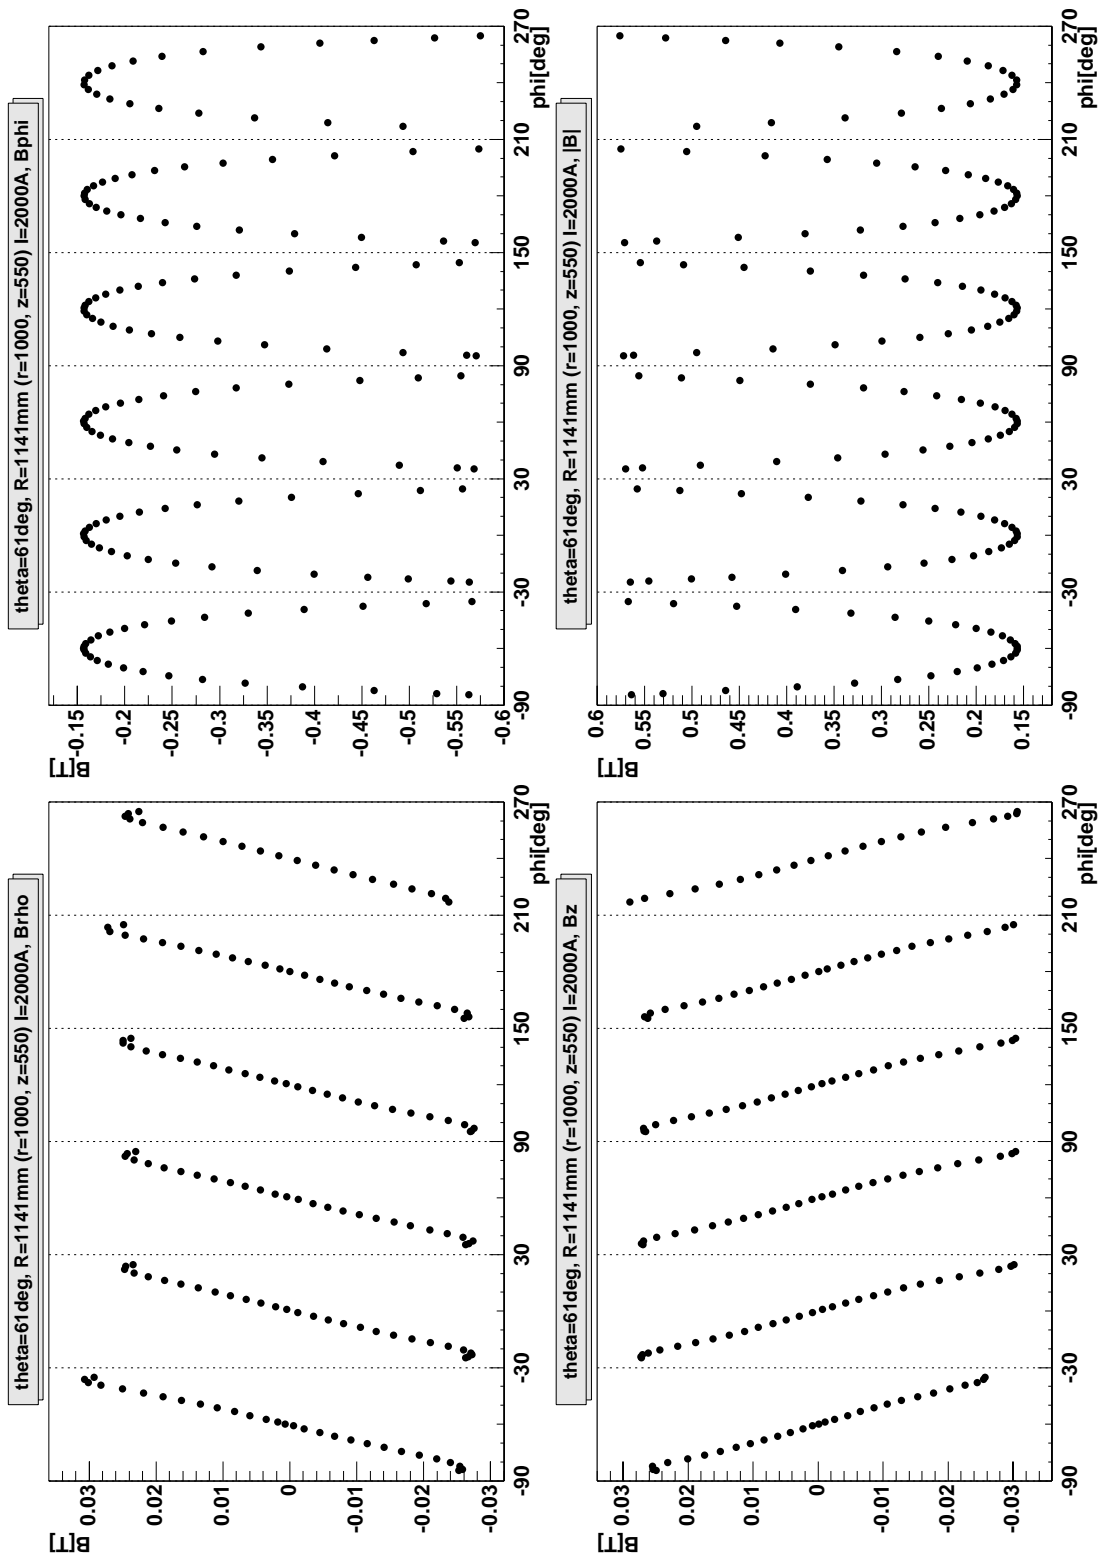 theta=61deg, R=1141mm (r=1000, z=550) I=2000A, Brho
B[T]
0.03
0.02
0.01
0
-0.01
-0.02
-0.03
-90 -30 30 90 150 210 270
phi[deg]
theta=61deg, R=1141mm (r=1000, z=550) I=2000A, Bphi
B[T]
-0.15
-0.2
-0.25
-0.3
-0.35
-0.4
-0.45
-0.5
-0.55
-0.6
-90 -30 30 90 150 210 270
phi[deg]
theta=61deg, R=1141mm (r=1000, z=550) I=2000A, Bz
B[T]
0.03
0.02
0.01
0
-0.01
-0.02
-0.03
-90 -30 30 90 150 210 270
phi[deg]
theta=61deg, R=1141mm (r=1000, z=550) I=2000A, |B|
B[T]
0.6
0.55
0.5
0.45
0.4
0.35
0.3
0.25
0.2
0.15
-90 -30 30 90 150 210 270
phi[deg]